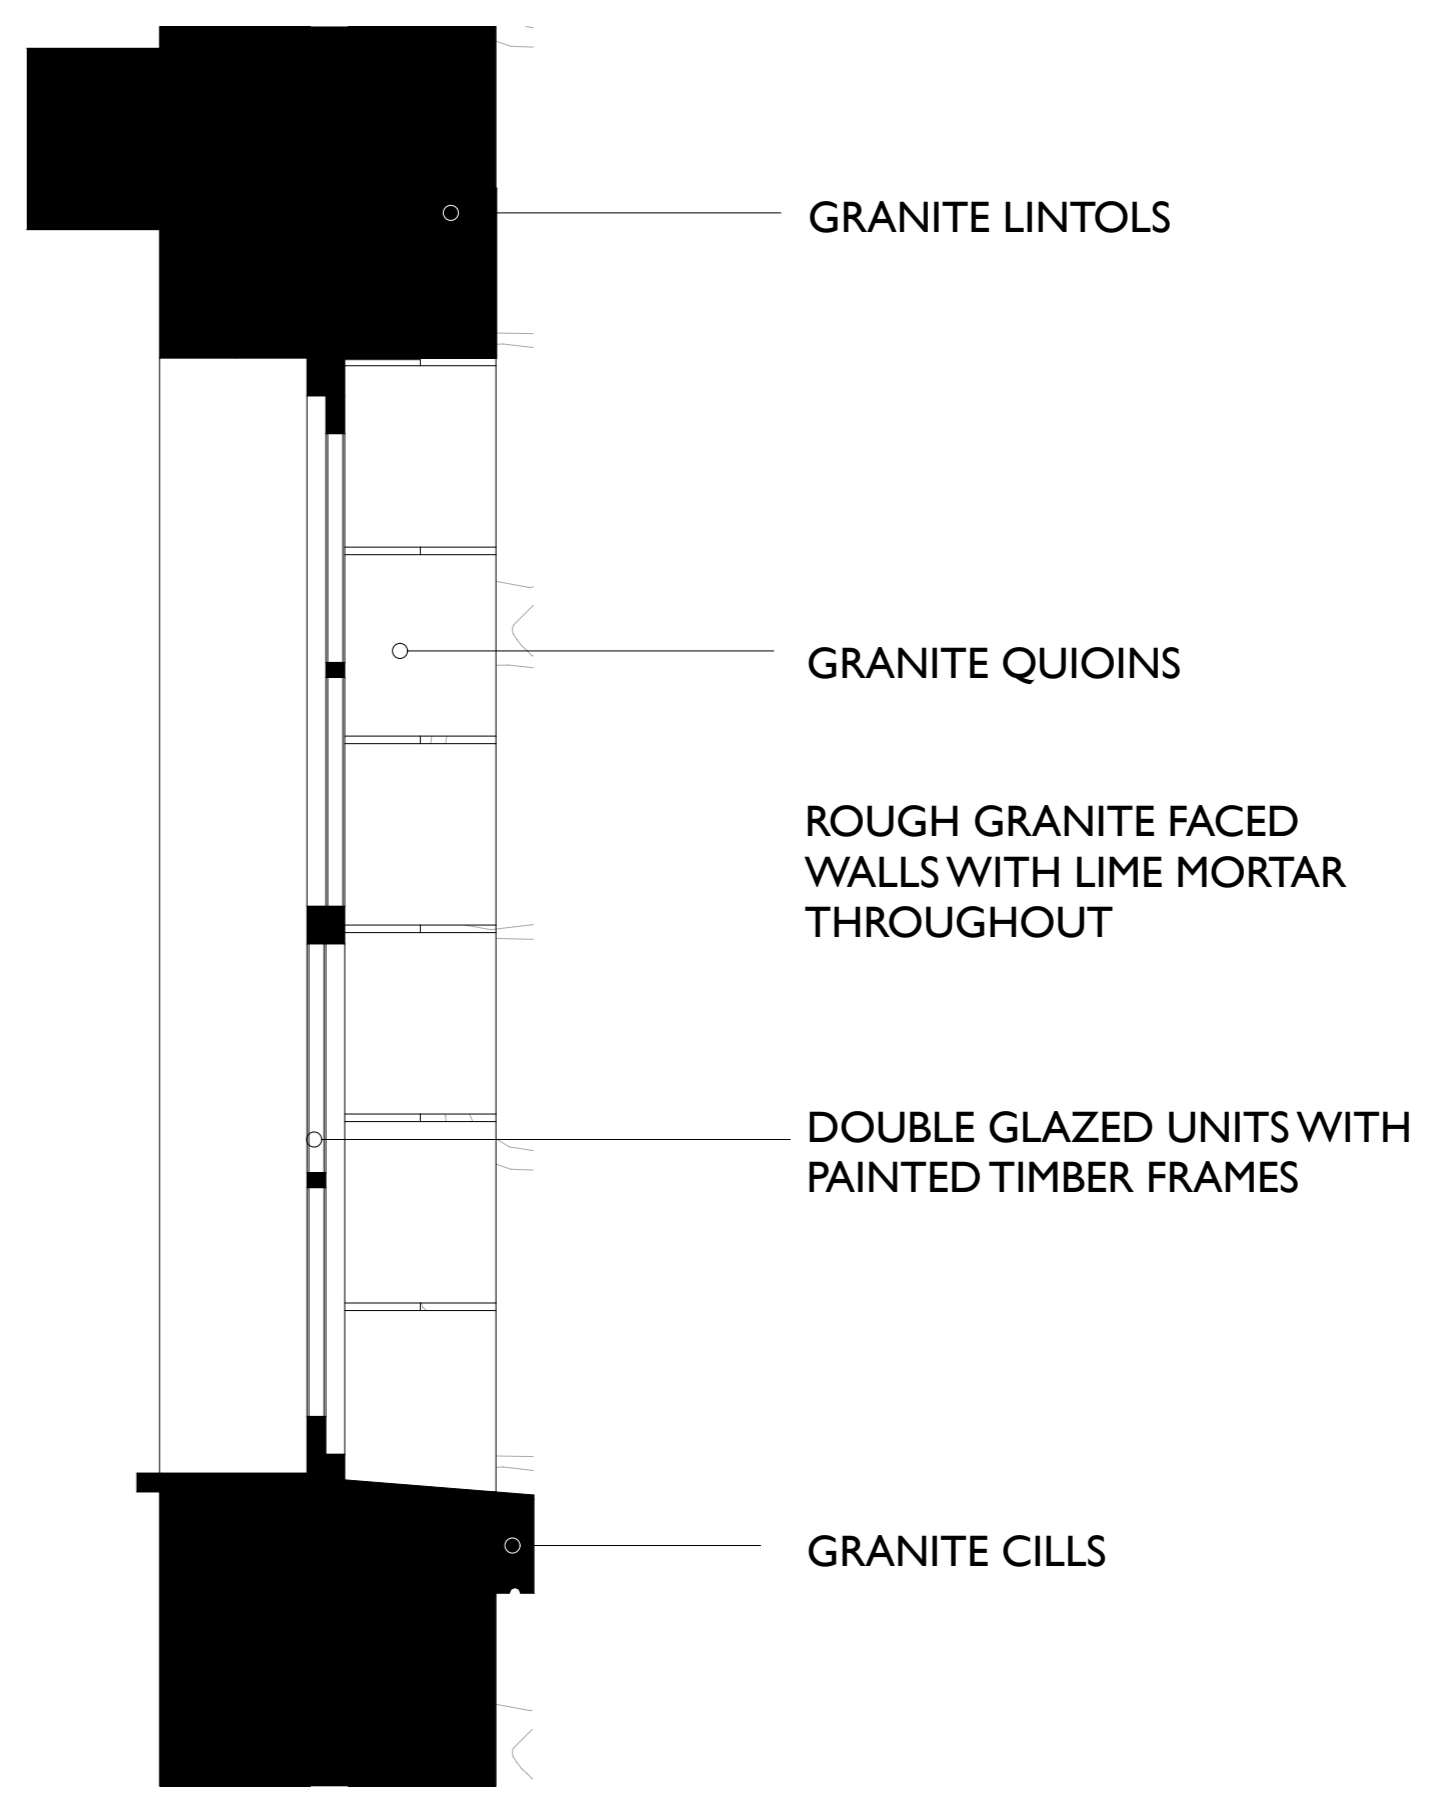 GRANITE LINTOLS
GRANITE QUIOINS
ROUGH GRANITE FACED
WALLS WITH LIME MORTAR
THROUGHOUT
DOUBLE GLAZED UNITS WITH
PAINTED TIMBER FRAMES
GRANITE CILLS